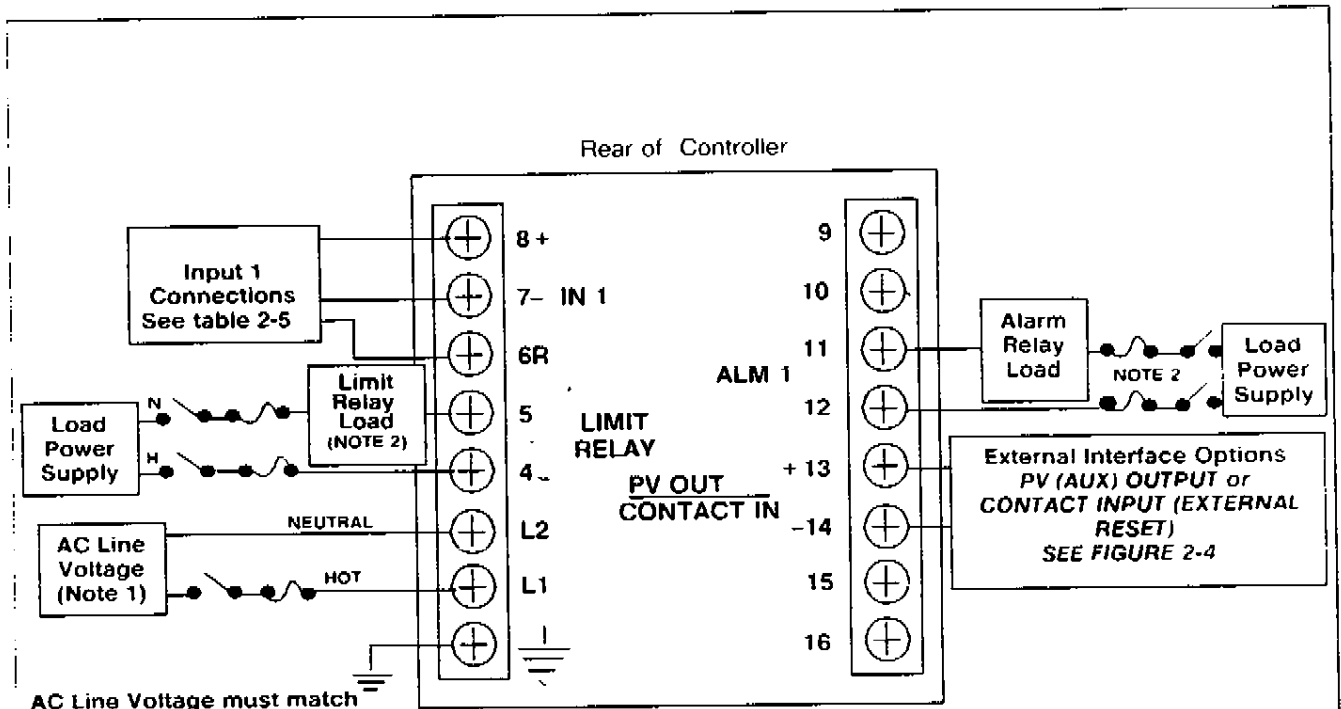 Rear of Controller
Input 1
Connections
See table 2-5
8 +
7– IN 1
6R
Limit
Relay
Load
(NOTE 2)
5
LIMIT
RELAY
Load
Power
Supply
N
H
4
PV OUT
CONTACT IN
NEUTRAL
L2
AC Line
Voltage
(Note 1)
HOT
L1
9
10
11
ALM 1
12
Alarm
Relay
Load
NOTE 2
Load
Power
Supply
+ 13
-14
External Interface Options
PV (AUX) OUTPUT or
CONTACT INPUT (EXTERNAL
RESET)
SEE FIGURE 2-4
15
16
AC Line Voltage must match